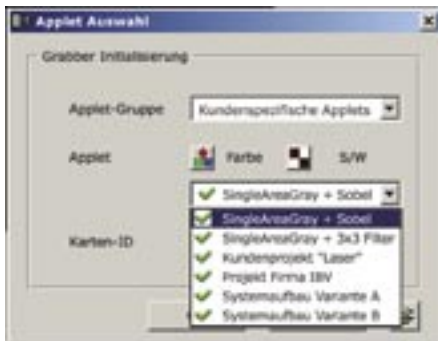 Applet Auswahl
Grabber Initialisierung
Applet-Gruppe Kundenspezifische Applets
Applet Farbe S/W
SingleAreaGray + Sobel
SingleAreaGray + Sobel
Karten-ID
SingleAreaGray + 3x3 Filter
Kundenprojekt "Laser"
Projekt Firma IBV
Systemaufbau Variante A
Systemaufbau Variante B